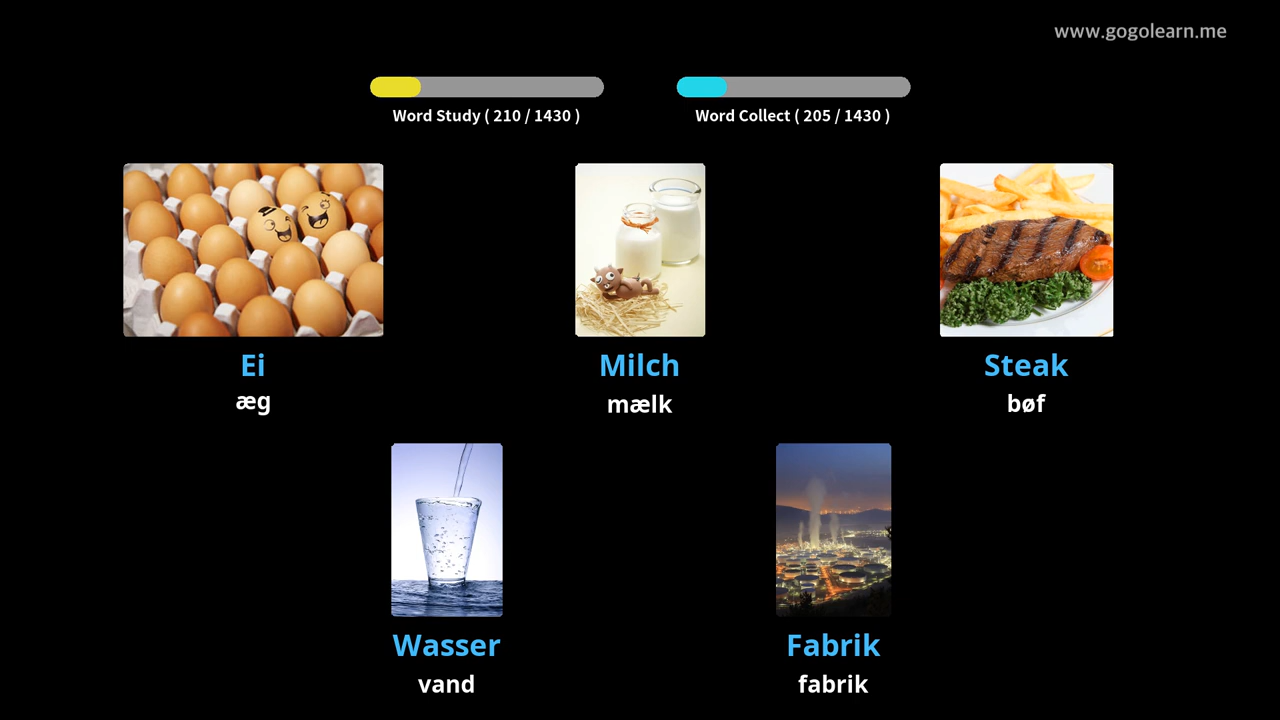 www.gogolearn.me
Word Study ( 210 / 1430 )
Word Collect ( 205 / 1430 )
Ei
æg
Milch
mælk
Steak
bøf
Wasser
vand
Fabrik
fabrik